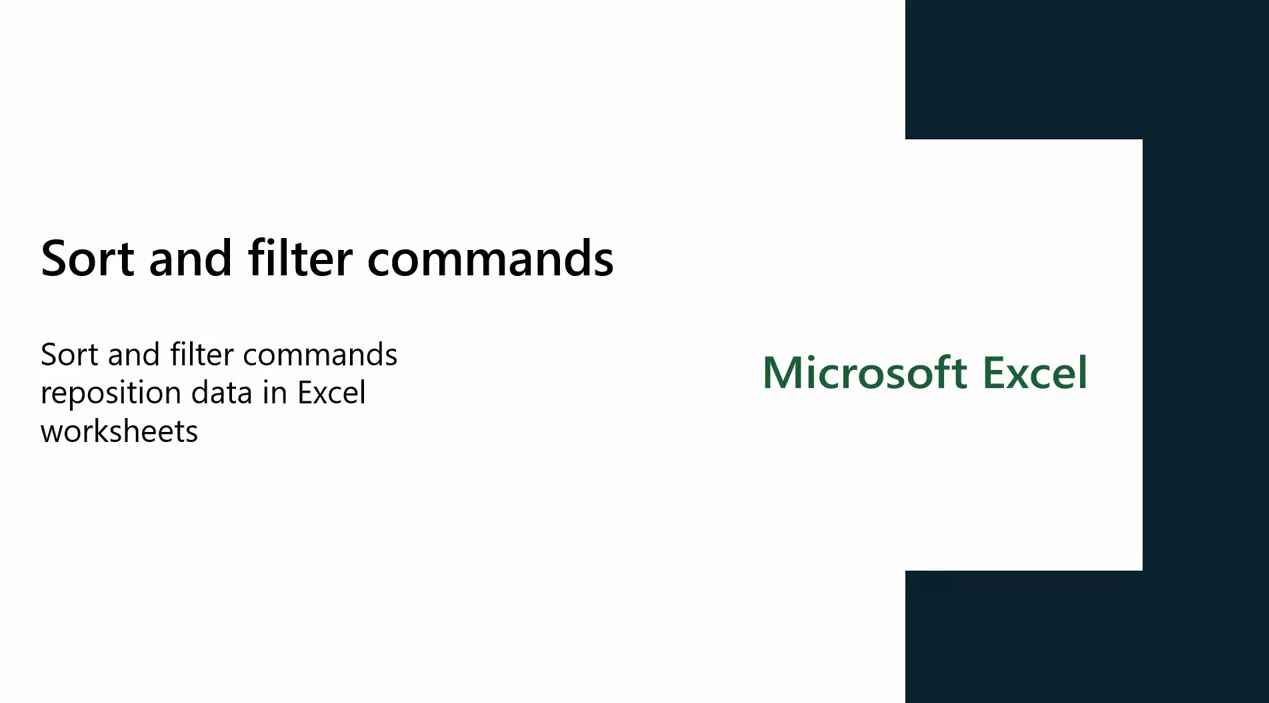 Sort and filter commands
Sort and filter commands
reposition data in Excel
worksheets
Microsoft Excel